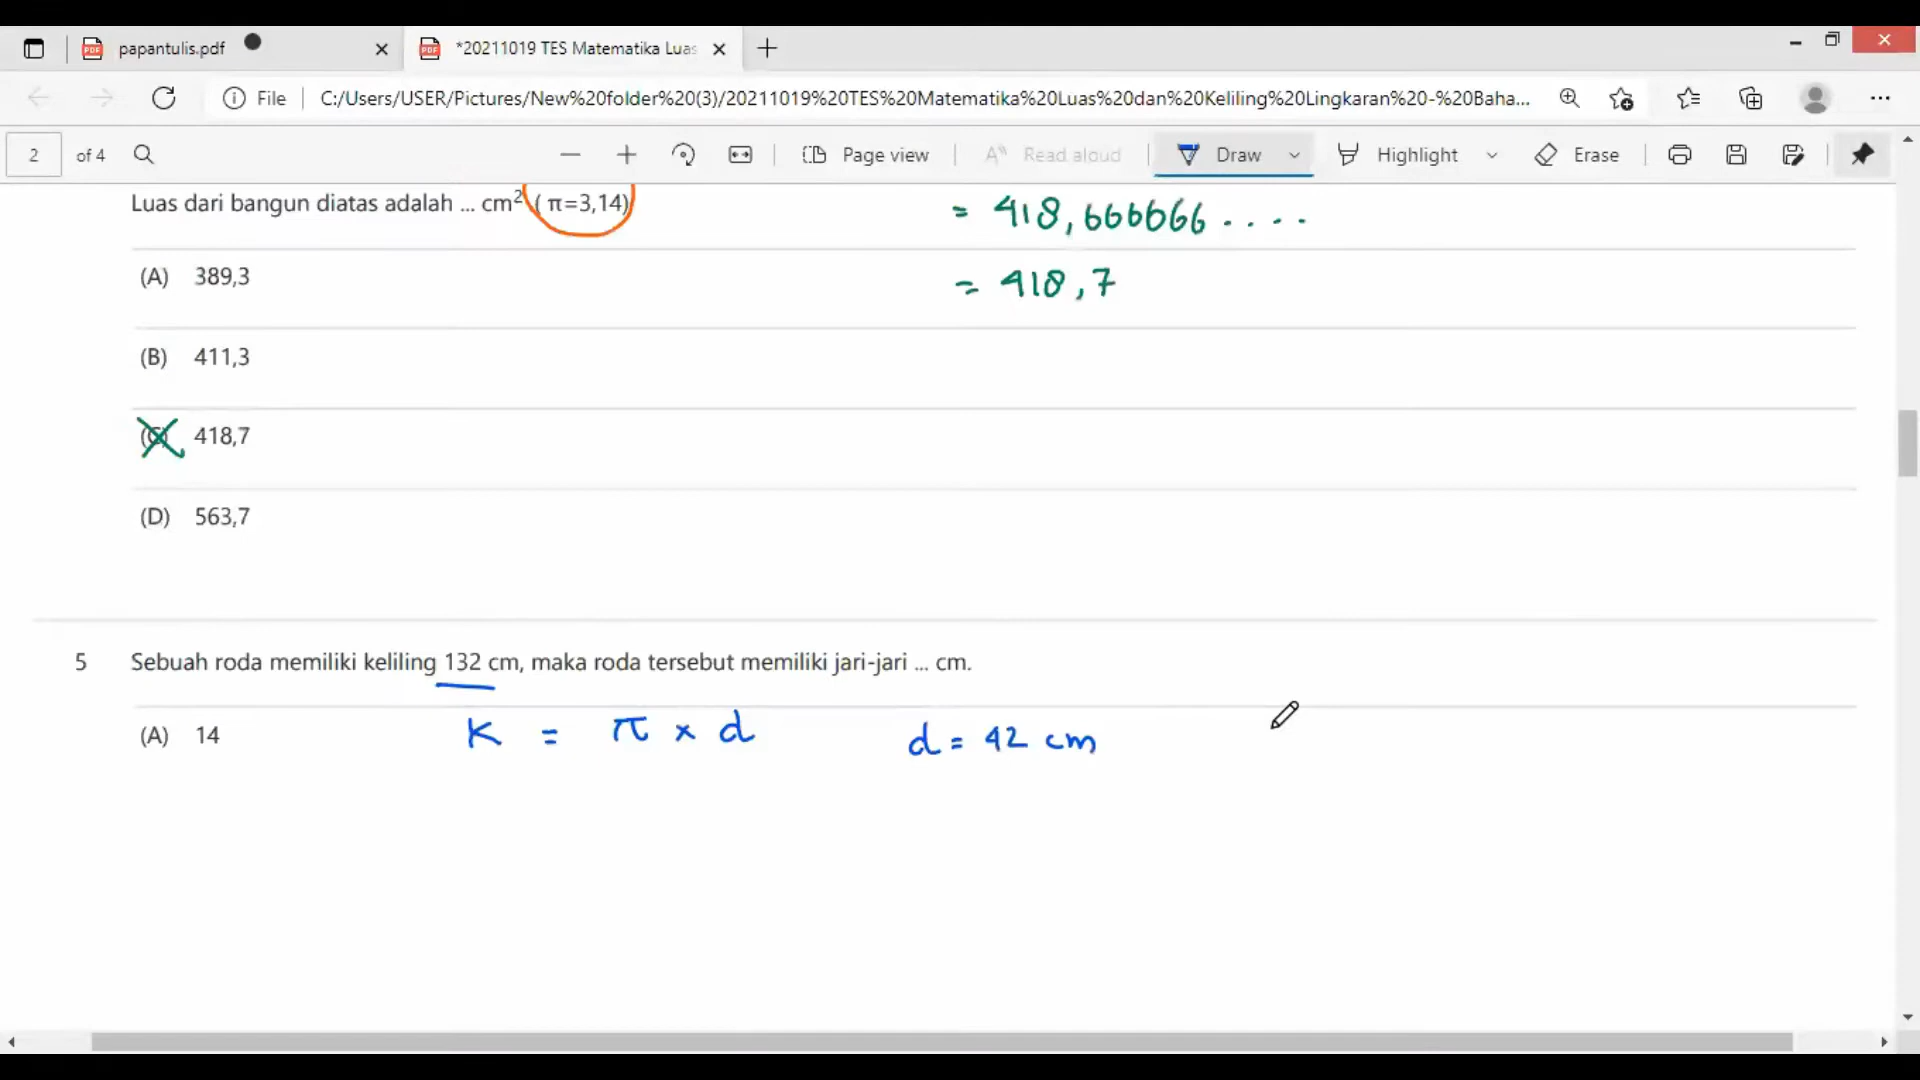 papantulis.pdf
*20211019 TES Matematika Luas
File
C:/Users/USER/Pictures/New%20folder%20(3)/20211019%20TES%20Matematika%20Luas%20dan%20Keliling%20Lingkaran%20-%20Baha...
2 of 4
Page view
Read aloud
Draw
Highlight
Erase
Luas dari bangun diatas adalah ... cm² ( π=3,14)
= 418,666666 . . . .
(A) 389,3
= 418,7
(B) 411,3
(C) 418,7
(D) 563,7
5 Sebuah roda memiliki keliling 132 cm, maka roda tersebut memiliki jari-jari ... cm.
(A) 14
K = π x d
d = 42 cm